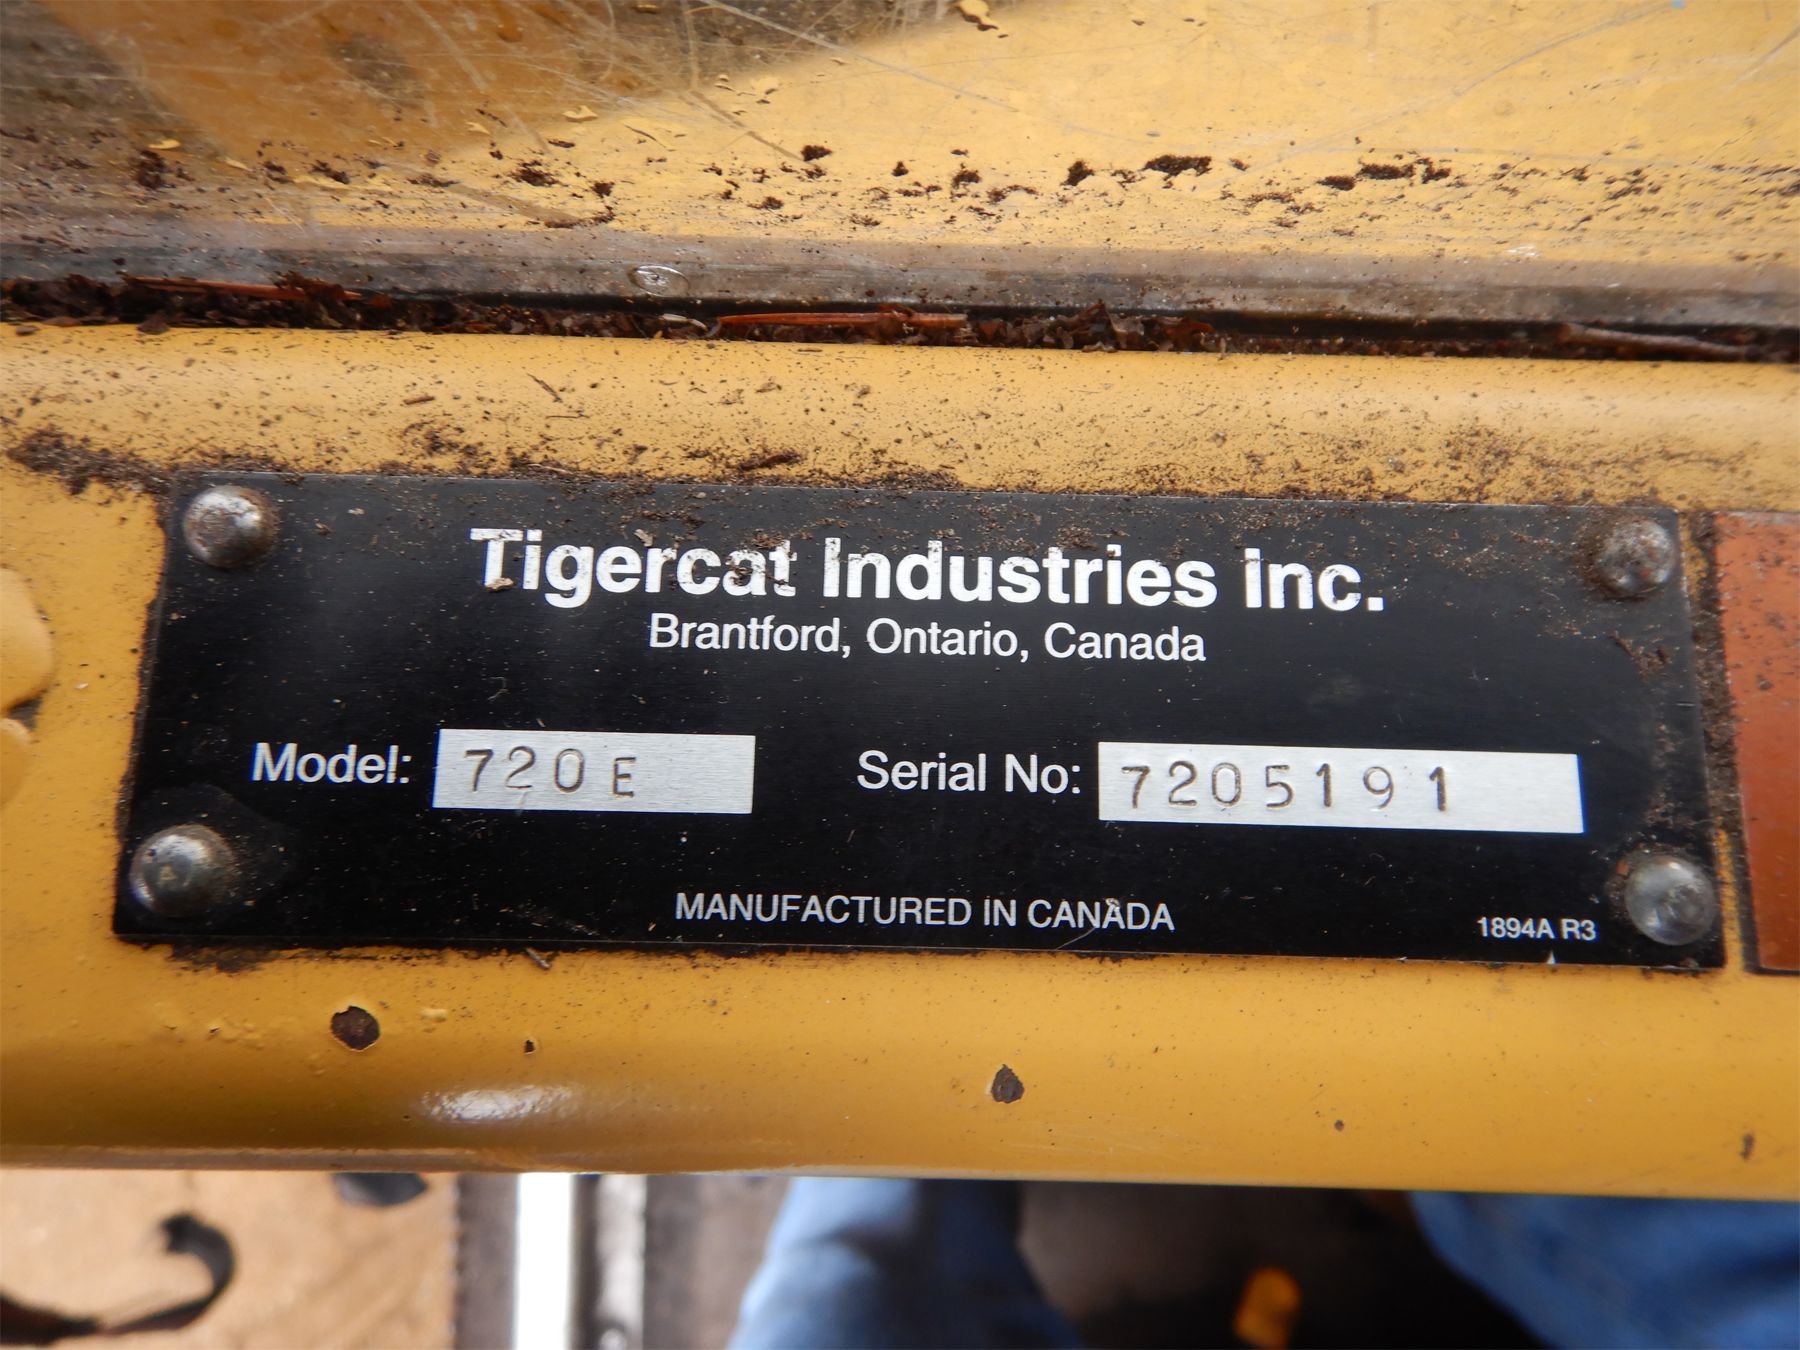 Tigercat Industries Inc.
Brantford, Ontario, Canada
Model: 720E Serial No: 7205191
MANUFACTURED IN CANADA
1894A R3